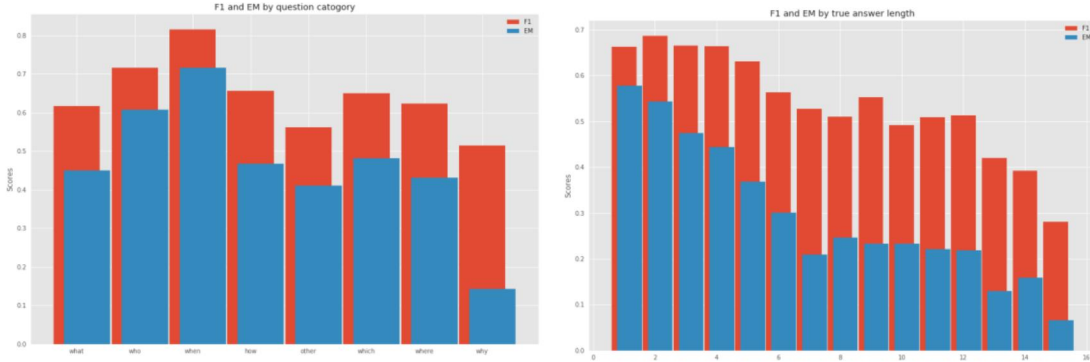 F1 and EM by question catogory
F1
EM
Scores
0.8
0.7
0.6
0.5
0.4
0.3
0.2
0.1
0.0
what who when how other which where why
F1 and EM by true answer length
F1
EM
Scores
0.7
0.6
0.5
0.4
0.3
0.2
0.1
0.0
0 2 4 6 8 10 12 14 16